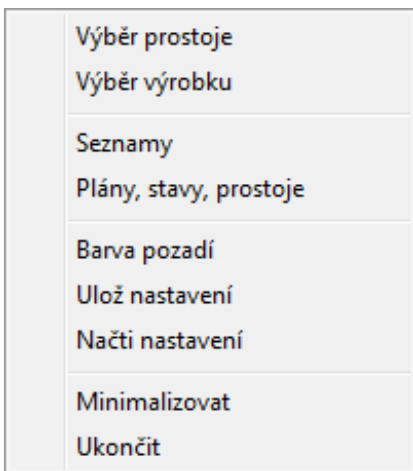 Výběr prostoje
Výběr výrobku
Seznamy
Plány, stavy, prostoje
Barva pozadí
Ulož nastavení
Načti nastavení
Minimalizovat
Ukončit